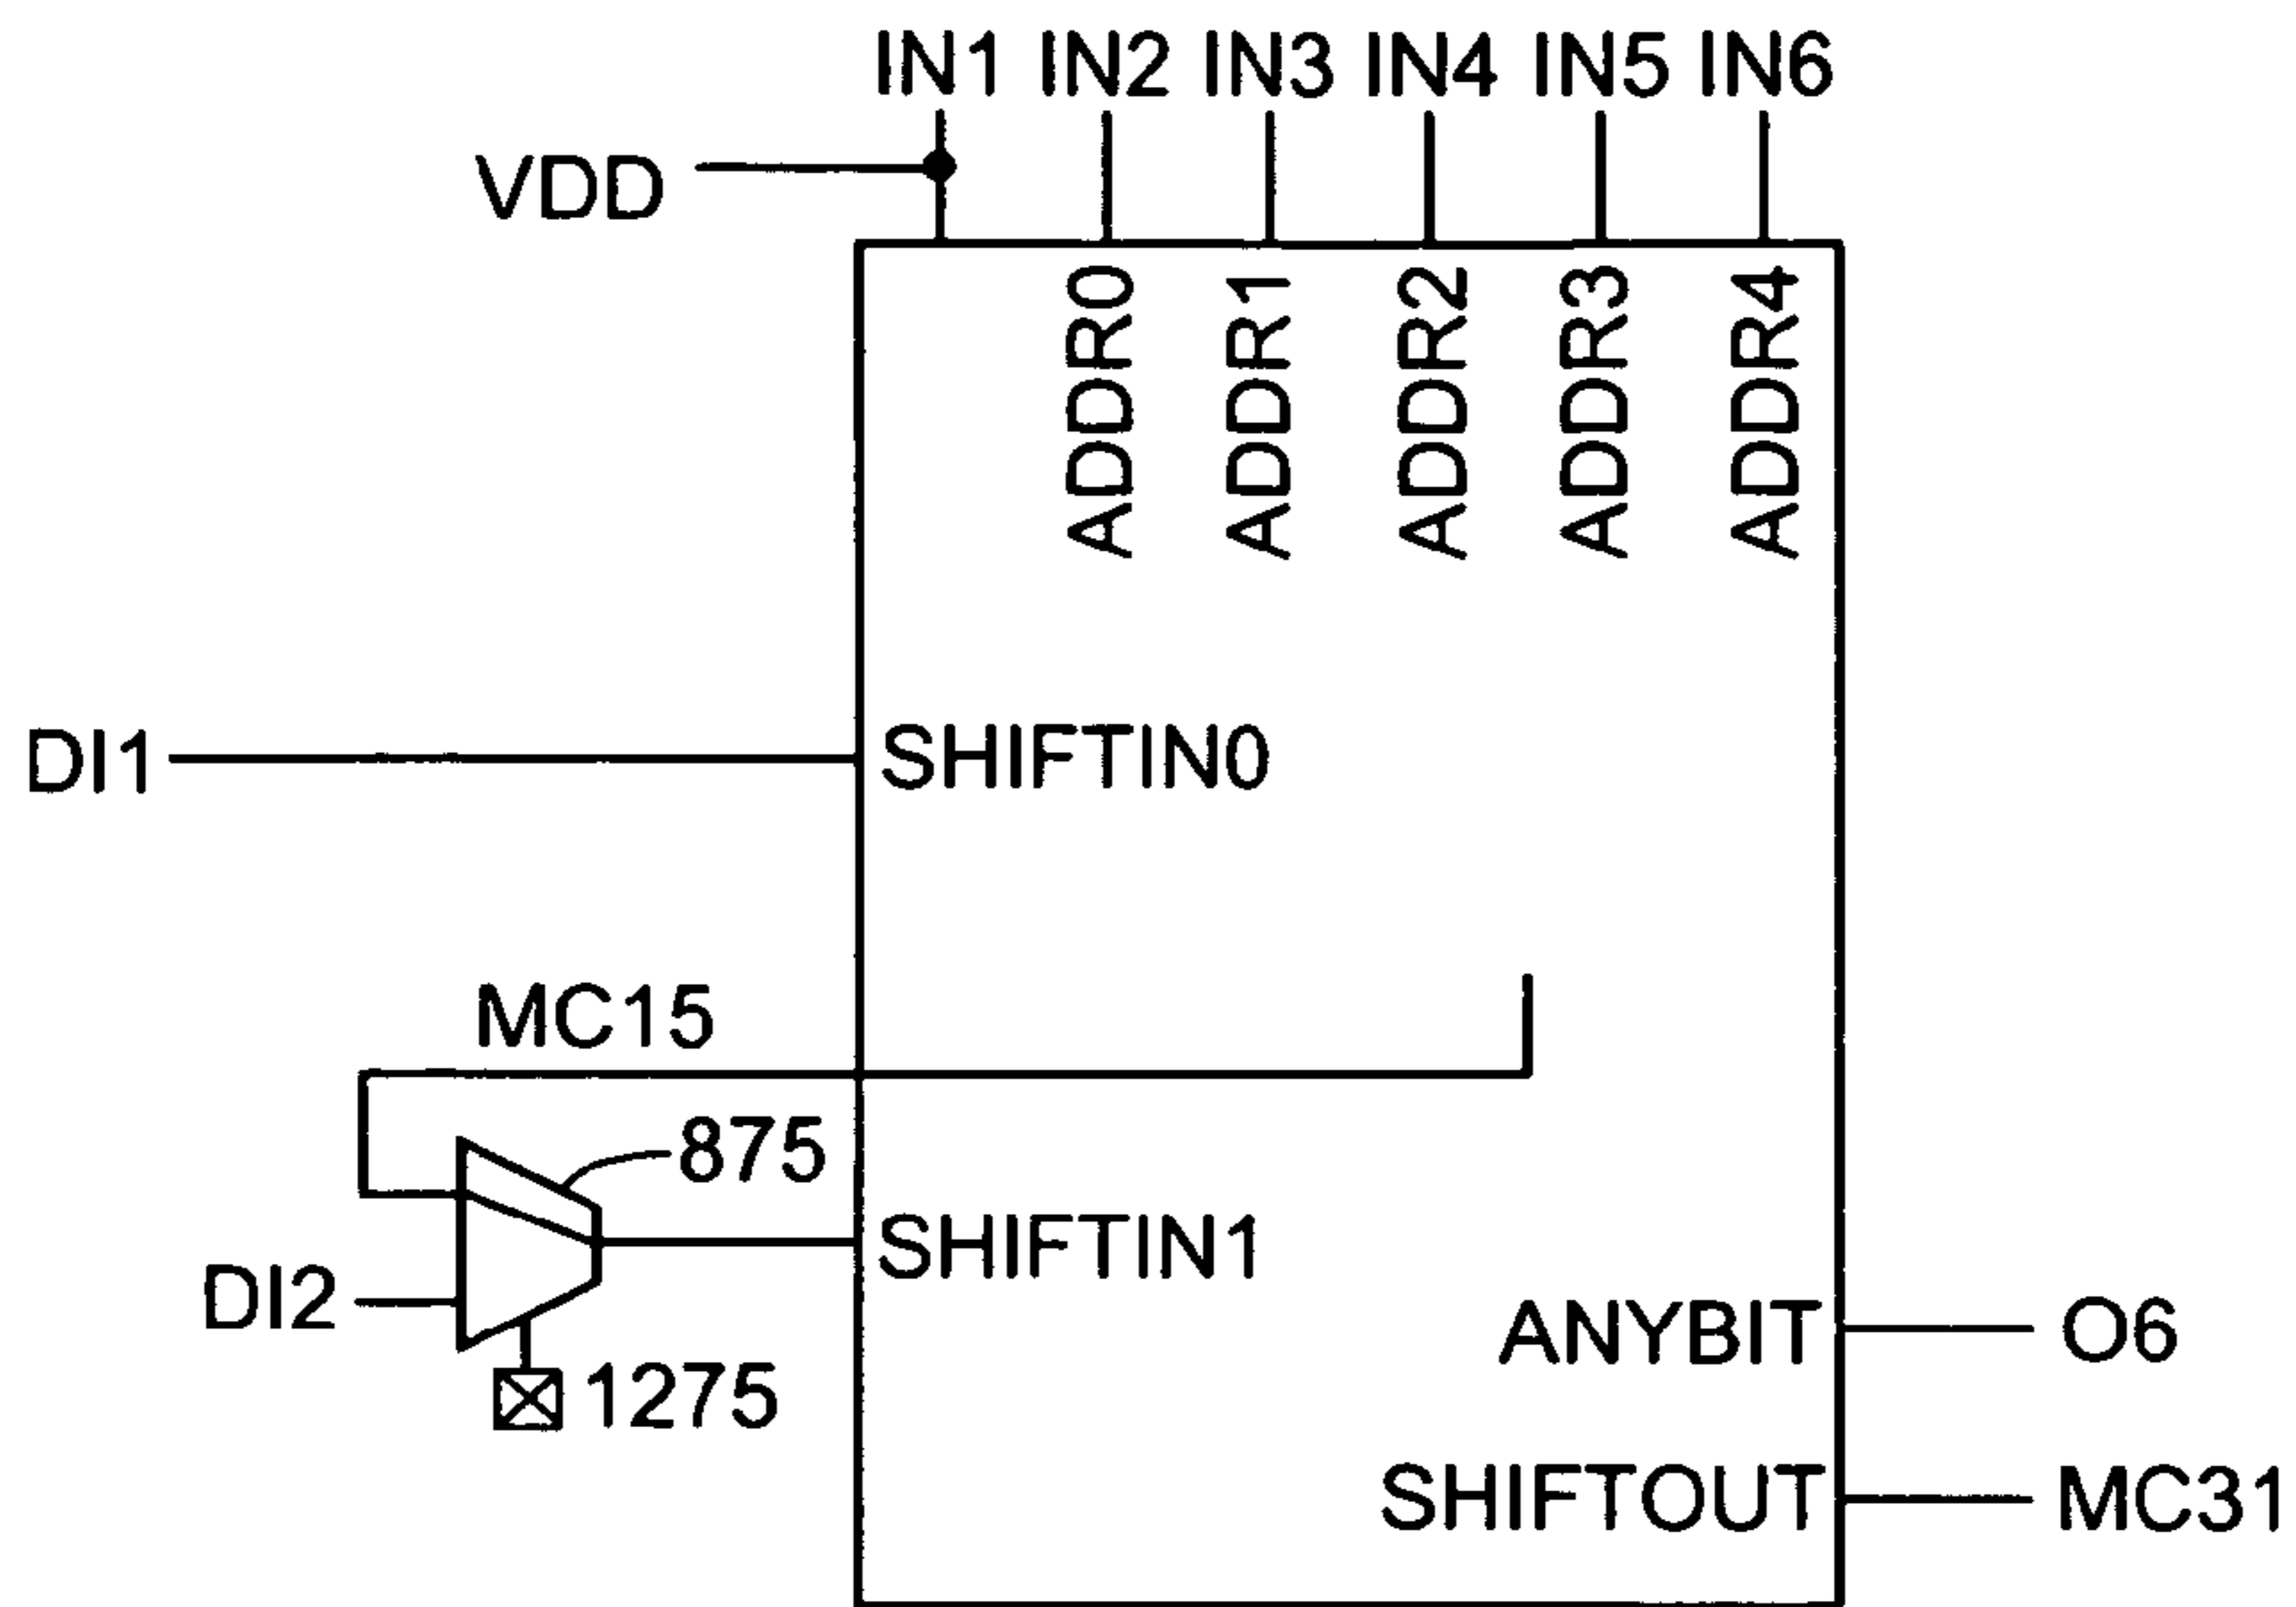 IN1 IN2 IN3 IN4 IN5 IN6
VDD
ADDR0
ADDR1
ADDR2
ADDR3
ADDR4
DI1
SHIFTIN0
MC15
875
SHIFTIN1
DI2
ANYBIT
O6
1275
SHIFTOUT
MC31